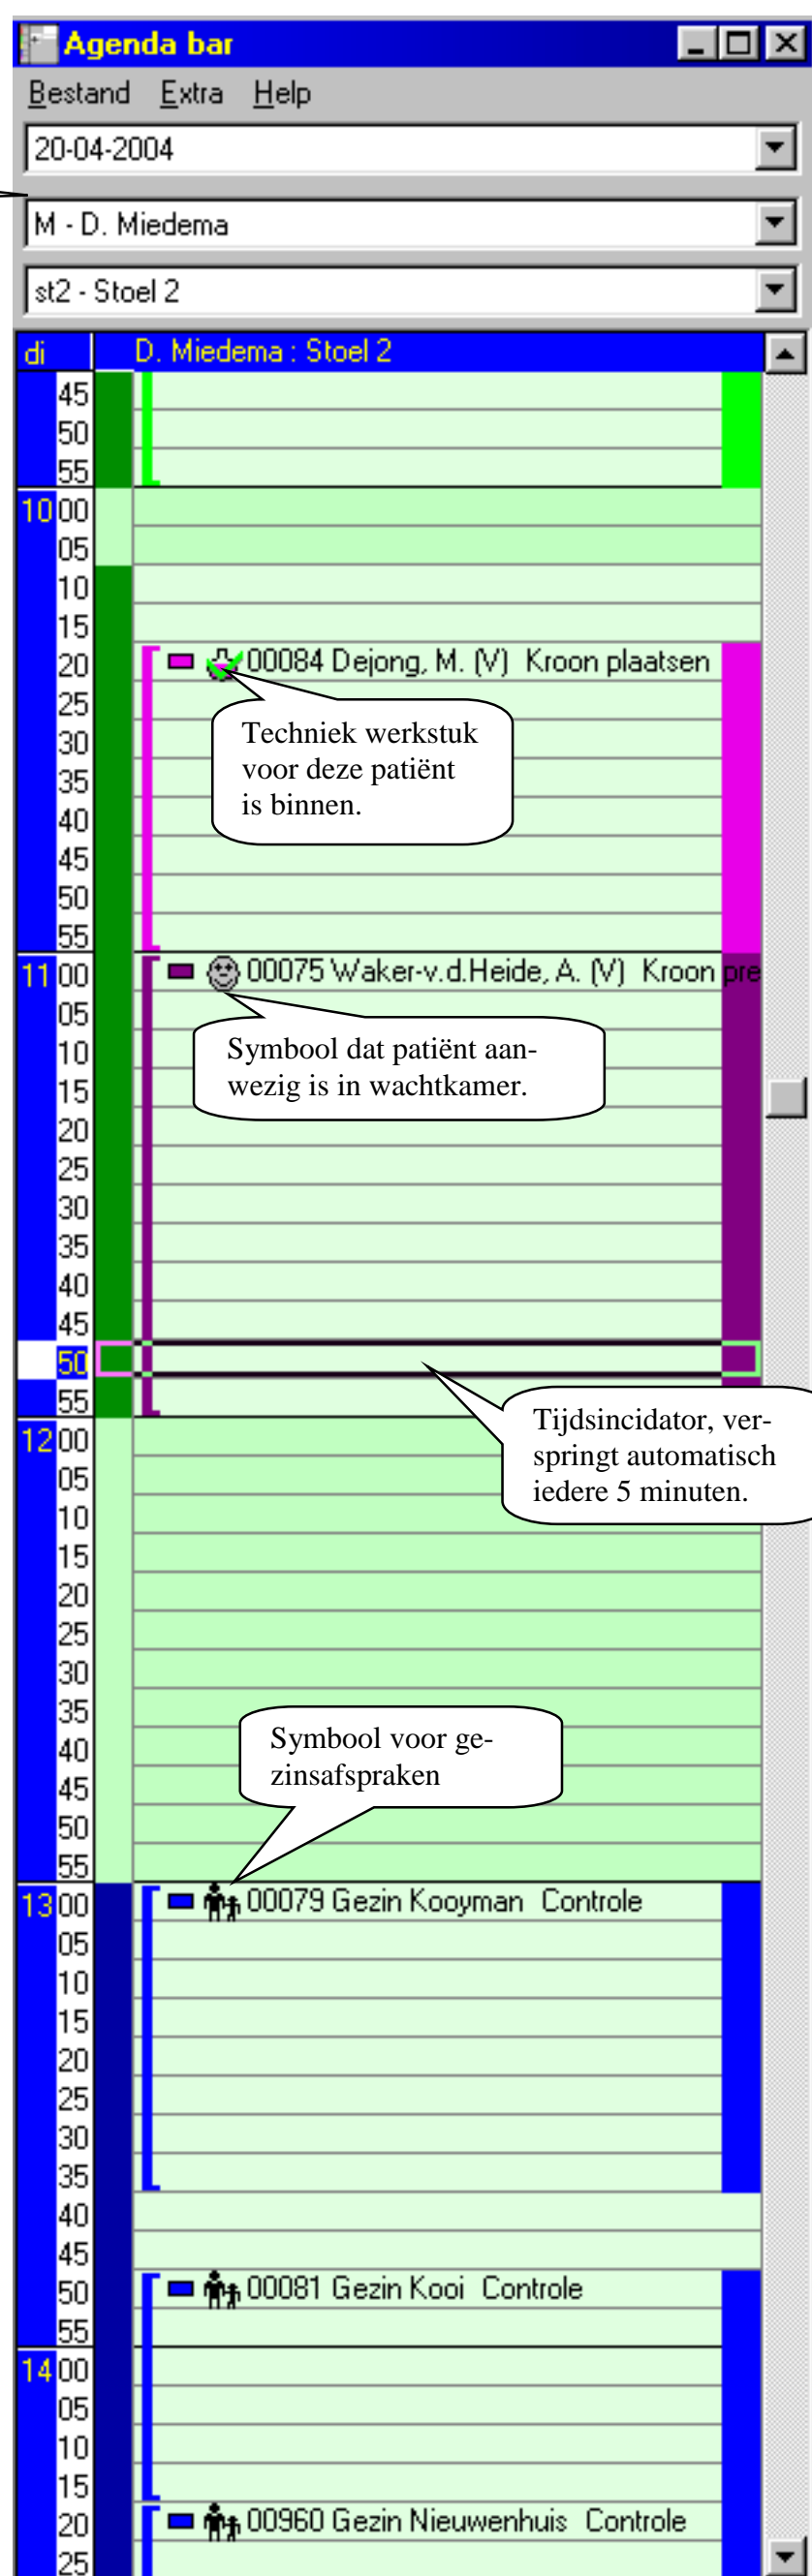 Agenda bar
Bestand Extra Help
20-04-2004
M - D. Miedema
st2 - Stoel 2
di D. Miedema : Stoel 2
45
50
55
10 00
05
10
15
20 00084 Dejong, M. (V) Kroon plaatsen
25
30
35
40
45
50
55
Techniek werkstuk
voor deze patiënt
is binnen.
11 00 00075 Waker-v.d.Heide, A. (V) Kroon pre
05
10
15
20
25
30
35
40
45
50
55
Symbool dat patiënt aan-
wezig is in wachtkamer.
Tijdsincidator, ver-
springt automatisch
iedere 5 minuten.
12 00
05
10
15
20
25
30
35
40
45
50
55
Symbool voor ge-
zinsafspraken
13 00 00079 Gezin Kooyman Controle
05
10
15
20
25
30
35
40
45
50 00081 Gezin Kooi Controle
55
14 00
05
10
15
20 00960 Gezin Nieuwenhuis Controle
25